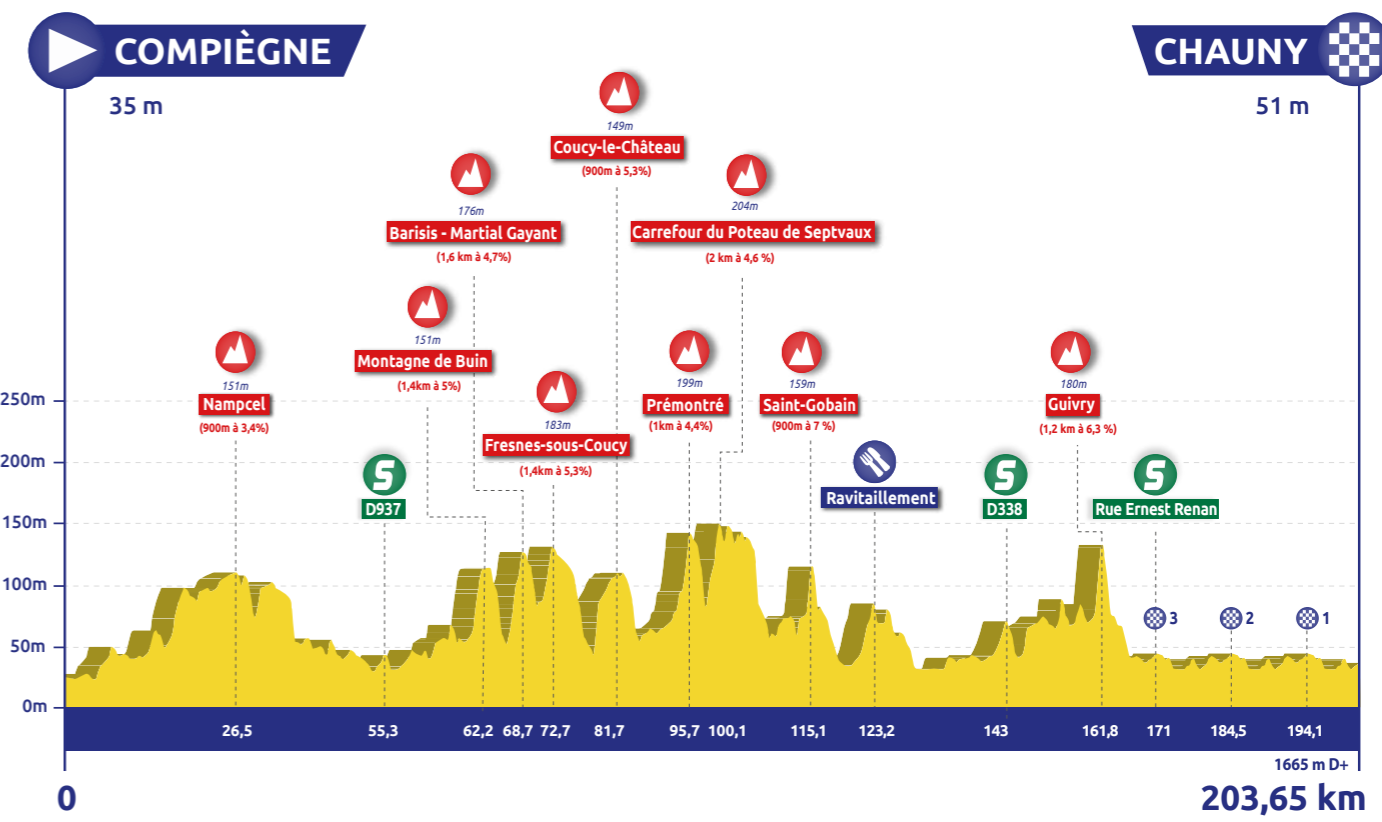 COMPIÈGNE
CHAUNY
35 m
51 m
149m
Coucy-le-Château
(900m à 5,3%)
176m
Barisis - Martial Gayant
(1,6 km à 4,7%)
204m
Carrefour du Poteau de Septvaux
(2 km à 4,6 %)
151m
Montagne de Buin
(1,4km à 5%)
151m
Nampcel
(900m à 3,4%)
183m
Fresnes-sous-Coucy
(1,4km à 5,3%)
199m
Prémontré
(1km à 4,4%)
159m
Saint-Gobain
(900m à 7 %)
180m
Guivry
(1,2 km à 6,3 %)
S
D937
Ravitaillement
S
D338
S
Rue Ernest Renan
250m
200m
150m
100m
50m
0m
3
2
1
26,5 55,3 62,2 68,7 72,7 81,7 95,7 100,1 115,1 123,2 143 161,8 171 184,5 194,1
1665 m D+
0
203,65 km